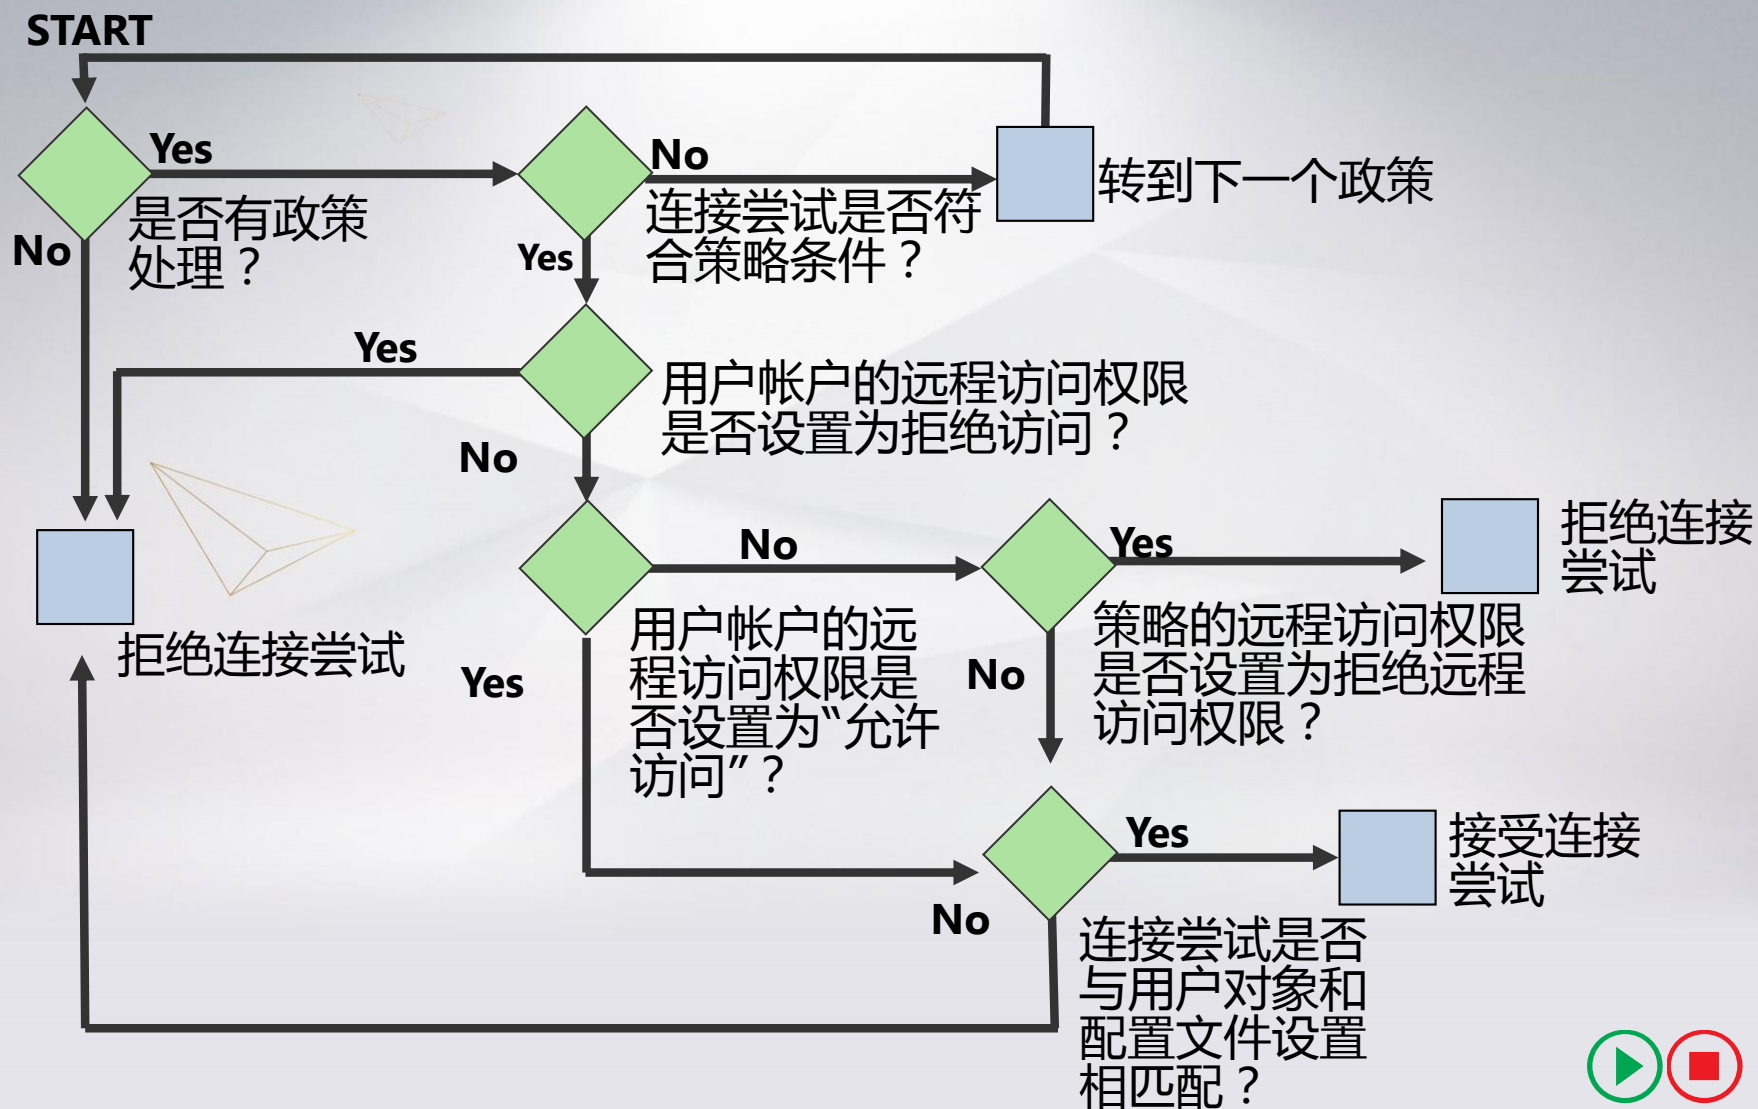 START
Yes
No
是否有政策
处理？
No
连接尝试是否符
合策略条件？
Yes
转到下一个政策
Yes
用户帐户的远程访问权限
是否设置为拒绝访问？
No
拒绝连接尝试
No
用户帐户的远
程访问权限是
否设置为“允许
访问”？
Yes
Yes
策略的远程访问权限
是否设置为拒绝远程
访问权限？
No
拒绝连接
尝试
Yes
接受连接
尝试
No
连接尝试是否
与用户对象和
配置文件设置
相匹配？